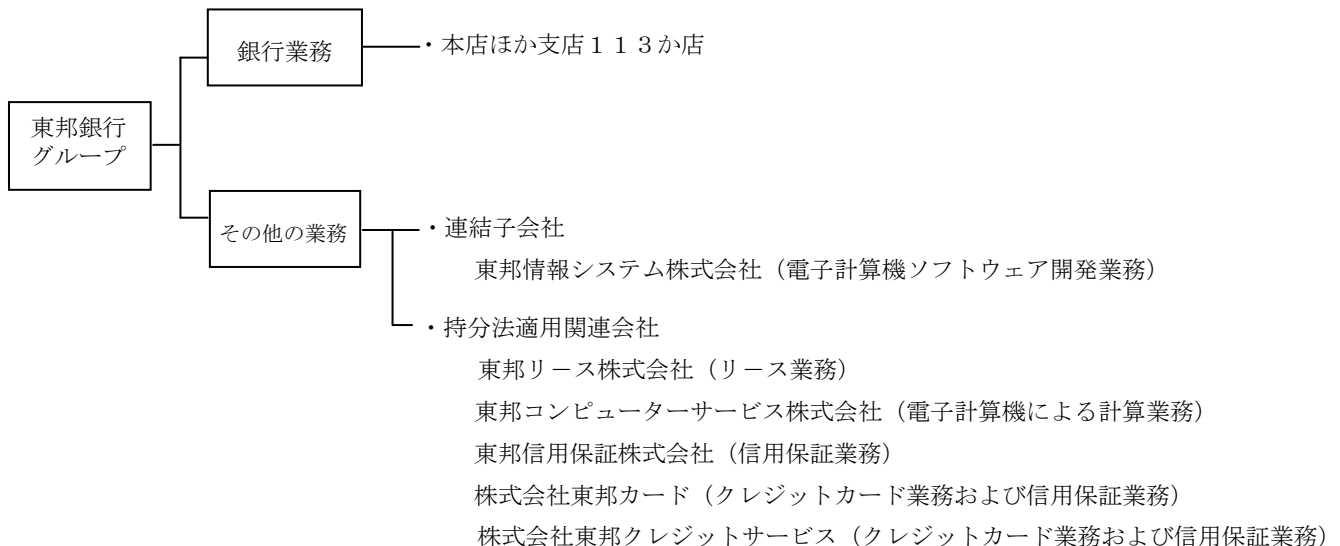 銀行業務
・本店ほか支店１１３か店
東邦銀行
グループ
その他の業務
・連結子会社
東邦情報システム株式会社（電子計算機ソフトウェア開発業務）
・持分法適用関連会社
東邦リ－ス株式会社（リ－ス業務）
東邦コンピューターサービス株式会社（電子計算機による計算業務）
東邦信用保証株式会社（信用保証業務）
株式会社東邦カード（クレジットカード業務および信用保証業務）
株式会社東邦クレジットサービス（クレジットカード業務および信用保証業務）